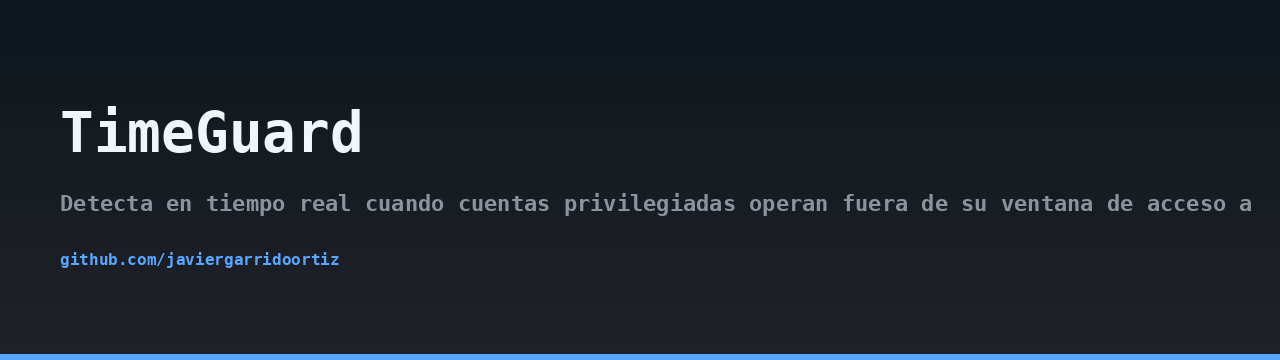 TimeGuard
Detecta en tiempo real cuando cuentas privilegiadas operan fuera de su ventana de acceso a
github.com/javiergarridoortiz